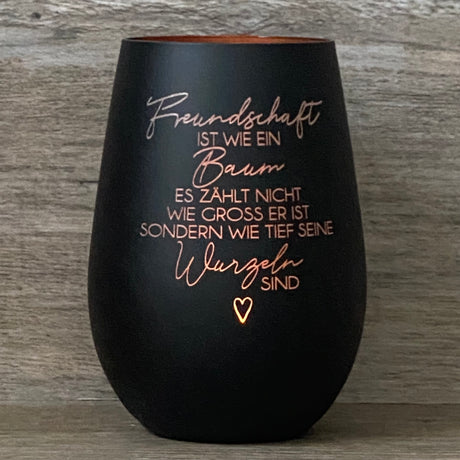 Freundschaft
IST WIE EIN
Baum
ES ZÄHLT NICHT
WIE GROSS ER IST
SONDERN WIE TIEF SEINE
Wurzeln
SIND